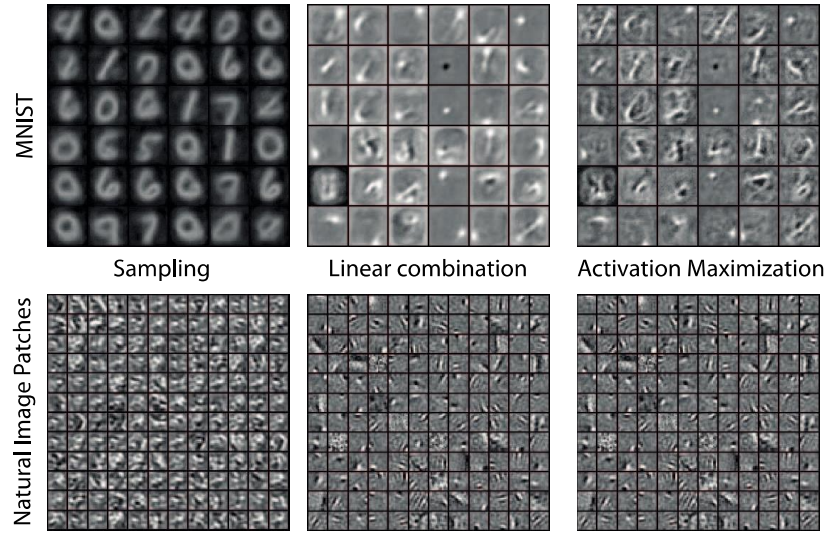 MNIST
Sampling
Linear combination
Activation Maximization
Natural Image Patches